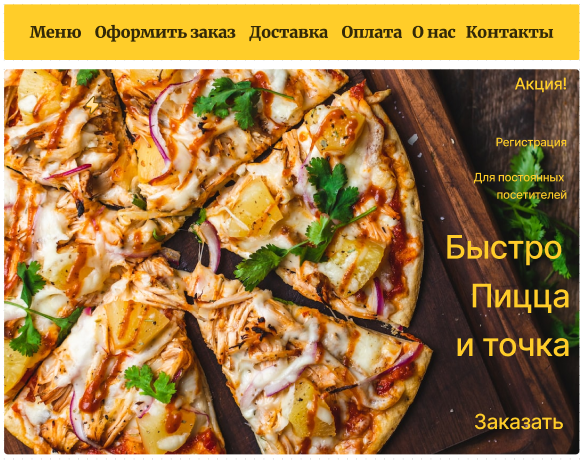 Меню Оформить заказ Доставка Оплата О нас Контакты
Акция!
Регистрация
Для постоянных
посетителей
Быстро
Пицца
и точка
Заказать